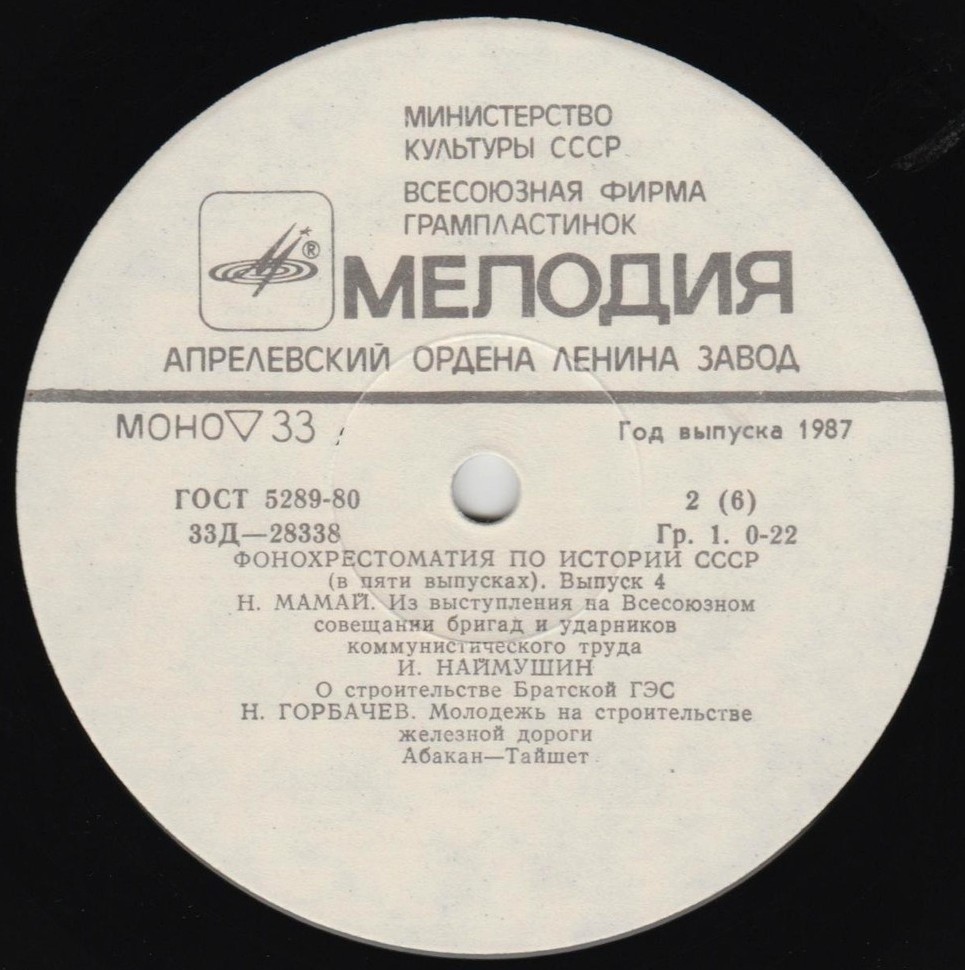 МИНИСТЕРСТВО
КУЛЬТУРЫ СССР
ВСЕСОЮЗНАЯ ФИРМА
ГРАМПЛАСТИНОК
®
МЕЛОДИЯ
АПРЕЛЕВСКИЙ ОРДЕНА ЛЕНИНА ЗАВОД
МОНО▽33 Год выпуска 1987
ГОСТ 5289-80 2 (6)
33Д—28338 Гр. 1. 0-22
ФОНОХРЕСТОМАТИЯ ПО ИСТОРИИ СССР
(в пяти выпусках). Выпуск 4
Н. МАМАЙ. Из выступления на Всесоюзном
совещании бригад и ударников
коммунистического труда
И. НАЙМУШИН
О строительстве Братской ГЭС
Н. ГОРБАЧЕВ. Молодежь на строительстве
железной дороги
Абакан—Тайшет